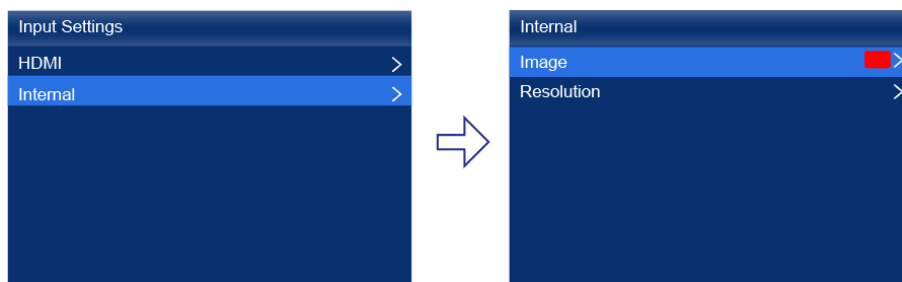 Input Settings
HDMI
Internal
Internal
Image
Resolution